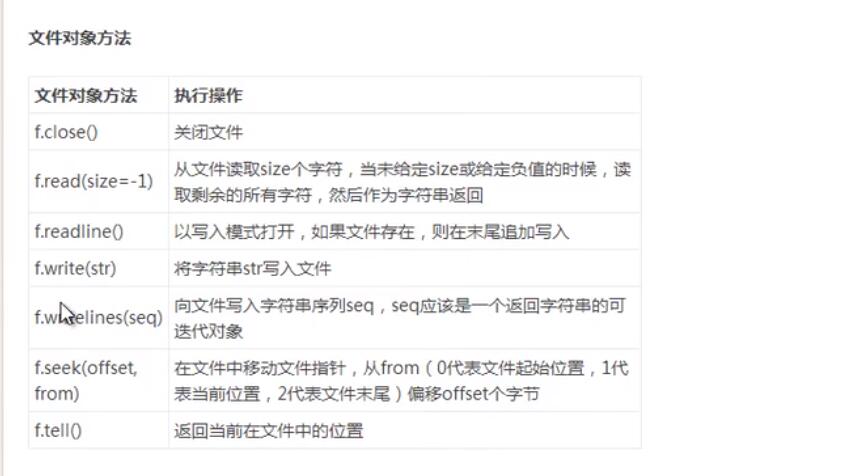 文件对象方法
文件对象方法 执行操作
f.close() 关闭文件
f.read(size=-1) 从文件读取size个字符，当未给定size或给定负值的时候，读
取剩余的所有字符，然后作为字符串返回
f.readline() 以写入模式打开，如果文件存在，则在末尾追加写入
f.write(str) 将字符串str写入文件
f.writelines(seq) 向文件写入字符串序列seq，seq应该是一个返回字符串的可
迭代对象
f.seek(offset, 在文件中移动文件指针，从from（0代表文件起始位置，1代
from) 表当前位置，2代表文件末尾）偏移offset个字节
f.tell() 返回当前在文件中的位置